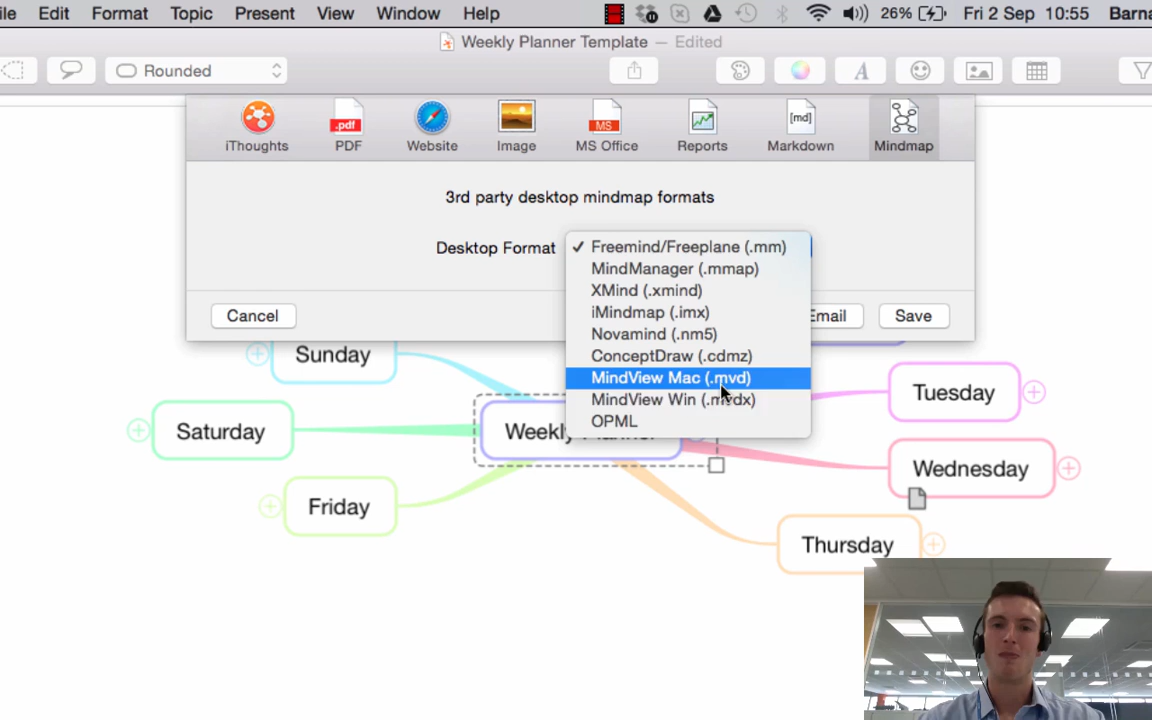 ile Edit Format Topic Present View Window Help 26% Fri 2 Sep 10:55 Barna
Weekly Planner Template — Edited
Rounded
iThoughts PDF Website Image MS Office Reports Markdown Mindmap
.pdf MS [md]
3rd party desktop mindmap formats
Desktop Format ✓ Freemind/Freeplane (.mm)
MindManager (.mmap)
XMind (.xmind)
iMindmap (.imx)
Cancel Email Save
Novamind (.nm5)
ConceptDraw (.cdmz)
MindView Mac (.mvd)
MindView Win (.mvdx)
OPML
Sunday
Tuesday
Saturday
Weekly Planner
Wednesday
Friday
Thursday